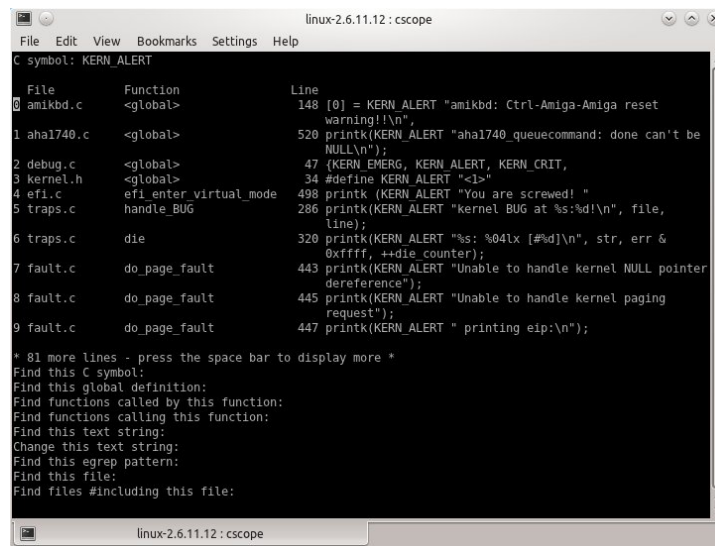 linux-2.6.11.12 : cscope
File Edit View Bookmarks Settings Help
C symbol: KERN_ALERT
File Function Line
0 amikbd.c <global> 148 [0] = KERN_ALERT "amikbd: Ctrl-Amiga-Amiga reset
warning!!\n",
1 aha1740.c <global> 520 printk(KERN_ALERT "aha1740_queuecommand: done can't be
NULL\n");
2 debug.c <global> 47 {KERN_EMERG, KERN_ALERT, KERN_CRIT,
3 kernel.h <global> 34 #define KERN_ALERT "<1>"
4 efi.c efi_enter_virtual_mode 498 printk (KERN_ALERT "You are screwed! "
5 traps.c handle_BUG 286 printk(KERN_ALERT "kernel BUG at %s:%d!\n", file,
line);
6 traps.c die 320 printk(KERN_ALERT "%s: %04lx [#%d]\n", str, err &
0xffff, ++die_counter);
7 fault.c do_page_fault 443 printk(KERN_ALERT "Unable to handle kernel NULL pointer
dereference");
8 fault.c do_page_fault 445 printk(KERN_ALERT "Unable to handle kernel paging
request");
9 fault.c do_page_fault 447 printk(KERN_ALERT " printing eip:\n");
* 81 more lines - press the space bar to display more *
Find this C symbol:
Find this global definition:
Find functions called by this function:
Find functions calling this function:
Find this text string:
Change this text string:
Find this egrep pattern:
Find this file:
Find files #including this file:
linux-2.6.11.12 : cscope